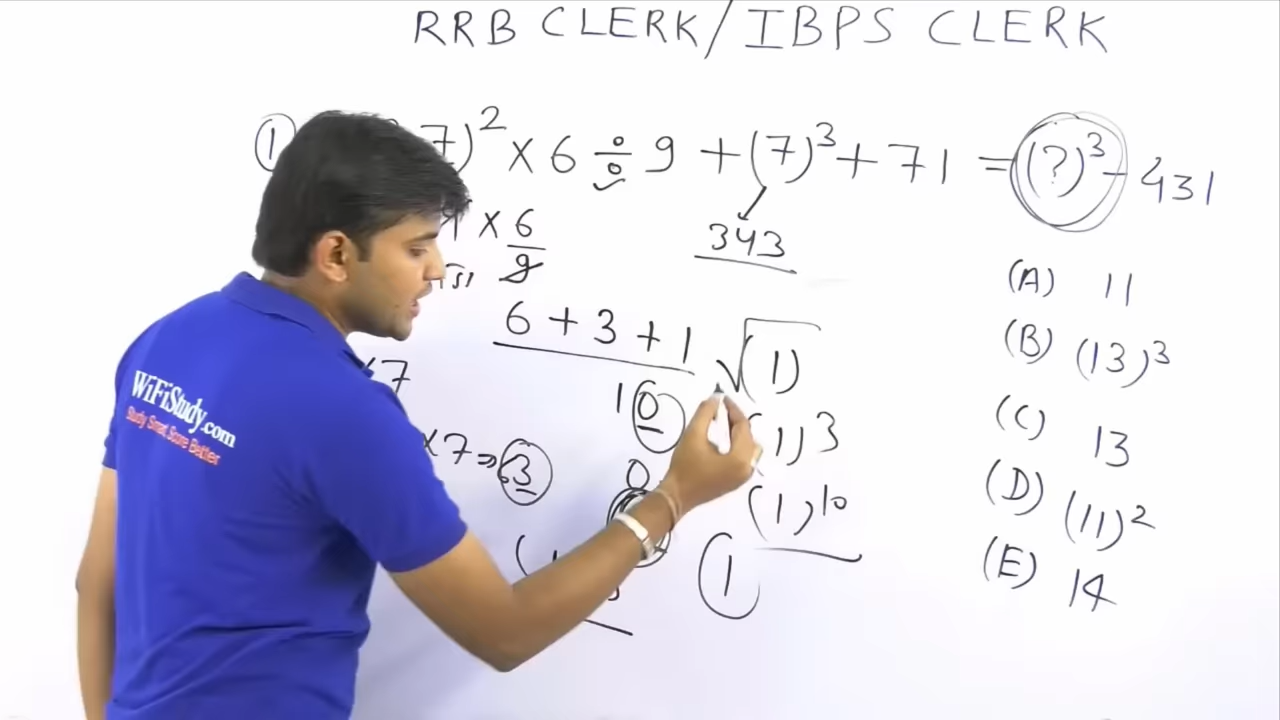 RRB CLERK/IBPS CLERK
① 7)² × 6 ÷ 9 + (7)³ + 71 = (?)³ - 431
× 6/9
343
6 + 3 + 1
√(1)
×7
10
(1)³
×7 = 3
0
(1)¹⁰
1
(A) 11
(B) (13)³
(C) 13
(D) (11)²
(E) 14
WiFiStudy.com
Study Smart Score Better